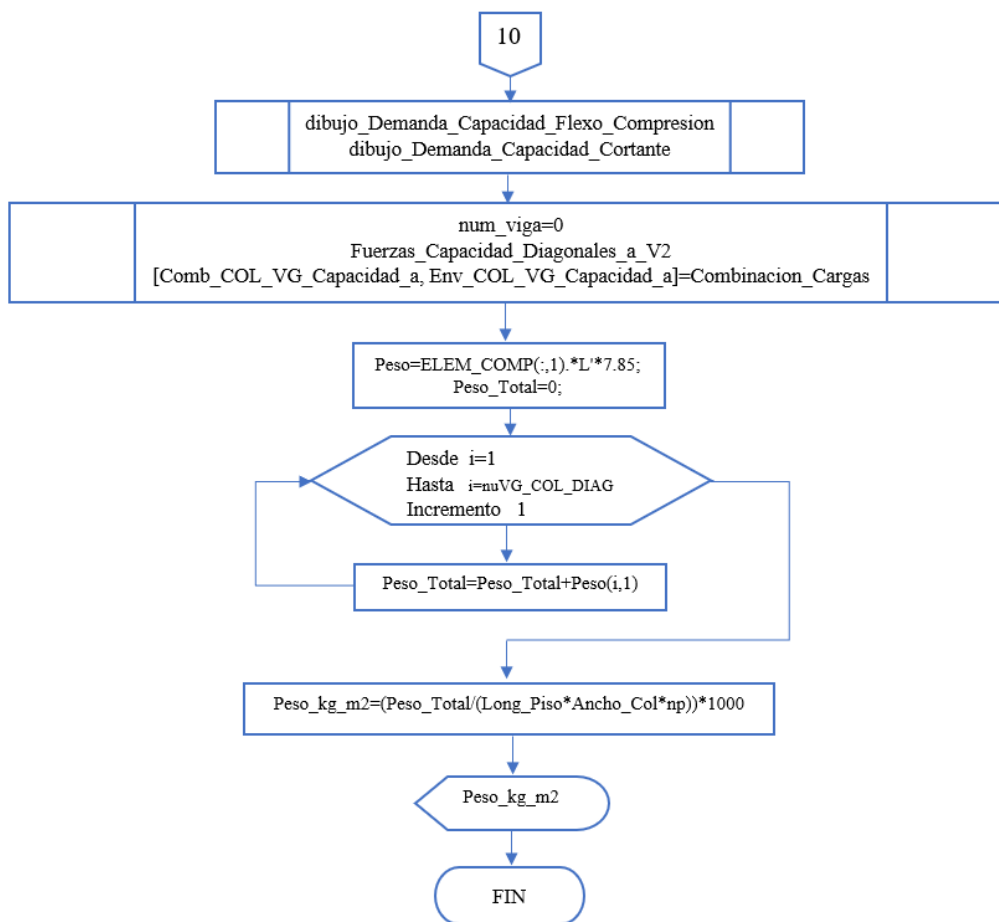 10
dibujo_Demanda_Capacidad_Flexo_Compresion
dibujo_Demanda_Capacidad_Cortante
num_viga=0
Fuerzas_Capacidad_Diagonales_a_V2
[Comb_COL_VG_Capacidad_a, Env_COL_VG_Capacidad_a]=Combinacion_Cargas
Peso=ELEM_COMP(:,1).*L'*7.85;
Peso_Total=0;
Desde i=1
Hasta i=nuVG_COL_DIAG
Incremento 1
Peso_Total=Peso_Total+Peso(i,1)
Peso_kg_m2=(Peso_Total/(Long_Piso*Ancho_Col*np))*1000
Peso_kg_m2
FIN